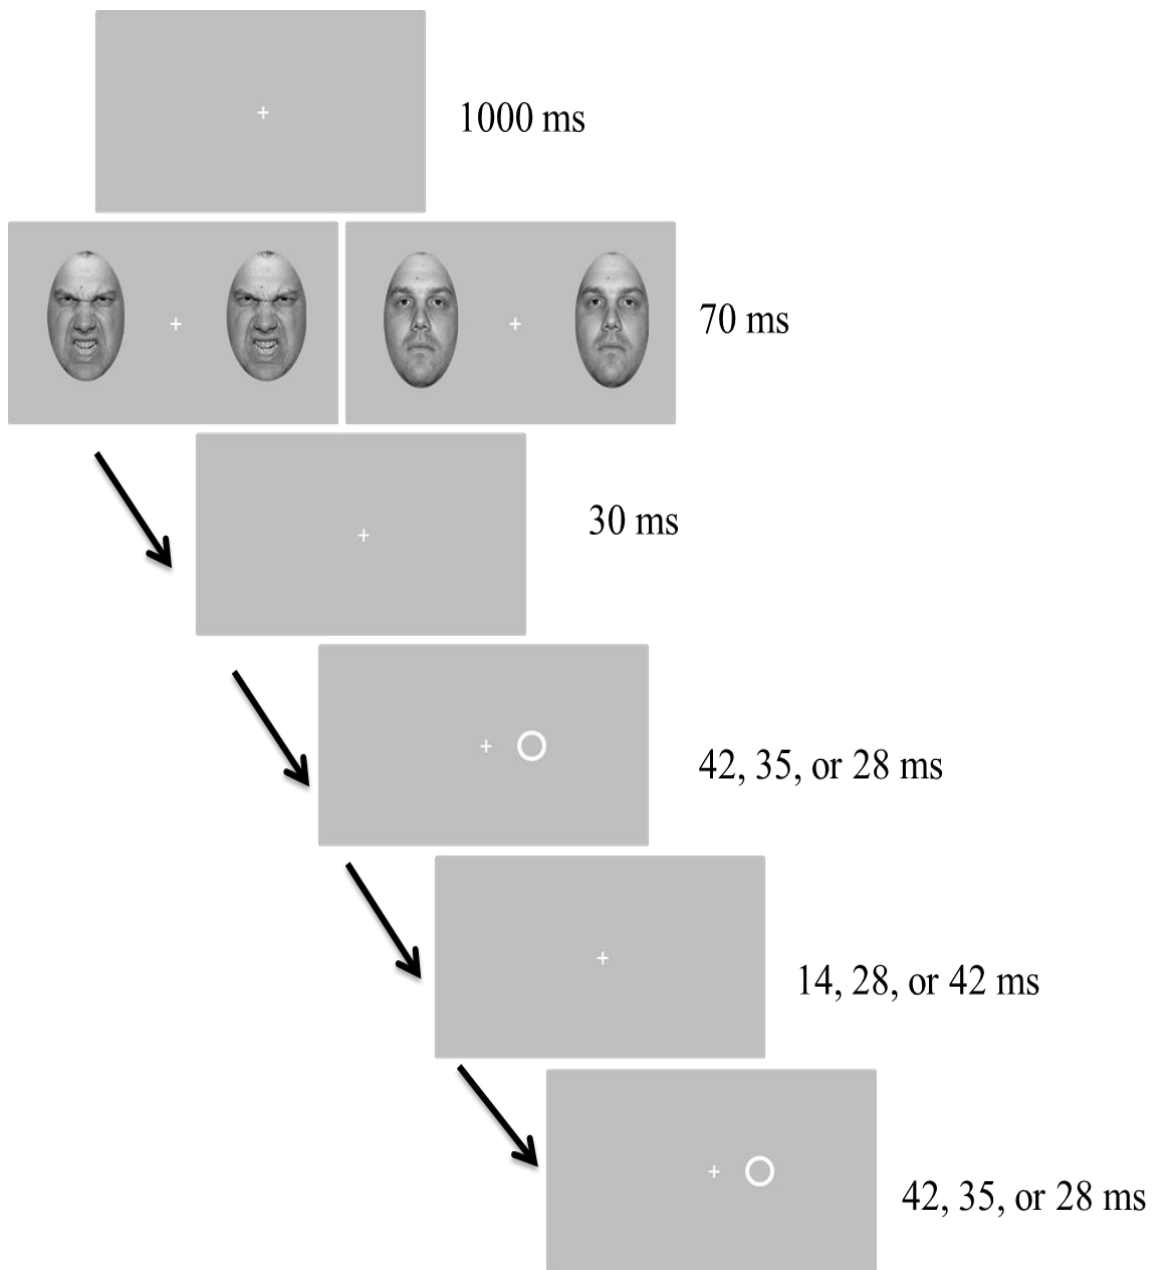 1000 ms
70 ms
30 ms
42, 35, or 28 ms
14, 28, or 42 ms
42, 35, or 28 ms